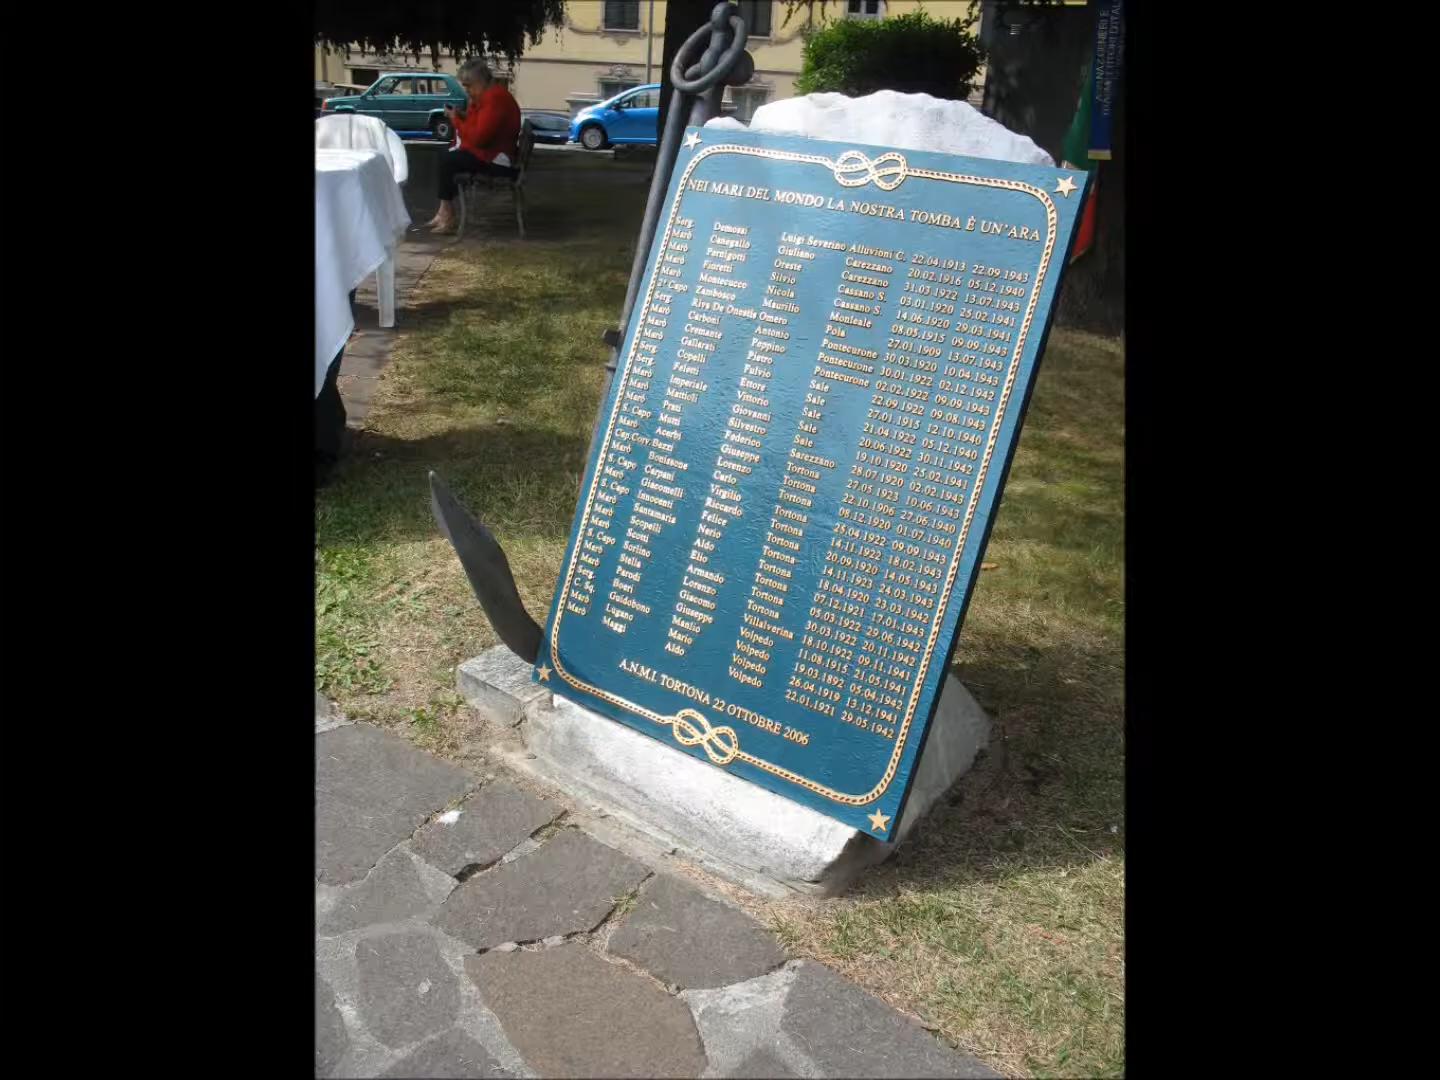 NEI MARI DEL MONDO LA NOSTRA TOMBA È UN'ARA
Serg. Demossi Luigi Severino Alluvioni C. 22.04.1913 22.09.1943
Marò Canegallo Giuliano Carezzano 20.02.1916 05.12.1940
Marò Pernigotti Oreste Carezzano 31.03.1922 13.07.1943
Marò Fioretti Silvio Cassano S. 03.01.1920 25.02.1941
Marò Montecucco Nicola Cassano S. 14.06.1920 29.03.1941
2° Capo Zambosco Maurilio Monleale 08.05.1915 09.09.1943
Serg. Riva De Onestis Omero Pola 27.01.1909 13.07.1943
Marò Carboni Antonio Pontecurone 30.03.1920 10.04.1943
Marò Cremante Peppino Pontecurone 30.01.1922 02.12.1942
Marò Gallarati Pietro Pontecurone 02.02.1922 09.09.1943
Serg. Copelli Fulvio Sale 22.09.1922 09.08.1943
Serg. Feletti Ettore Sale 27.01.1915 12.10.1940
Marò Imperiale Vittorio Sale 21.04.1922 05.12.1940
Marò Mattioli Giovanni Sale 20.06.1922 30.11.1942
Marò Prati Silvestro Sale 19.10.1920 25.02.1941
S. Capo Mutti Federico Sarezzano 28.07.1920 02.02.1943
Marò Acerbi Giuseppe Tortona 27.05.1923 10.06.1943
Cap.Corv. Bezzi Lorenzo Tortona 22.10.1906 27.06.1940
Marò Bonissone Carlo Tortona 08.12.1920 01.07.1940
S. Capo Carpani Virgilio Tortona 25.04.1922 09.09.1943
Marò Giacomelli Riccardo Tortona 14.11.1922 18.02.1943
S. Capo Innocenti Felice Tortona 20.09.1920 14.05.1943
Marò Santamaria Nerio Tortona 14.11.1923 24.03.1943
Marò Scopelli Aldo Tortona 18.04.1920 23.03.1942
Marò Scotti Elio Tortona 07.12.1921 17.01.1943
S. Capo Sorlino Armando Tortona 05.03.1922 29.06.1942
Marò Stella Lorenzo Tortona 30.03.1922 20.11.1942
Marò Parodi Giacomo Villalvernia 18.10.1922 09.11.1941
Serg. Boeri Giuseppe Volpedo 11.08.1915 21.05.1941
C. Sq. Guidobono Manlio Volpedo 19.03.1892 05.04.1942
Marò Lugano Mario Volpedo 26.04.1919 13.12.1941
Marò Maggi Aldo Volpedo 22.01.1921 29.05.1942
A.N.M.I. TORTONA 22 OTTOBRE 2006